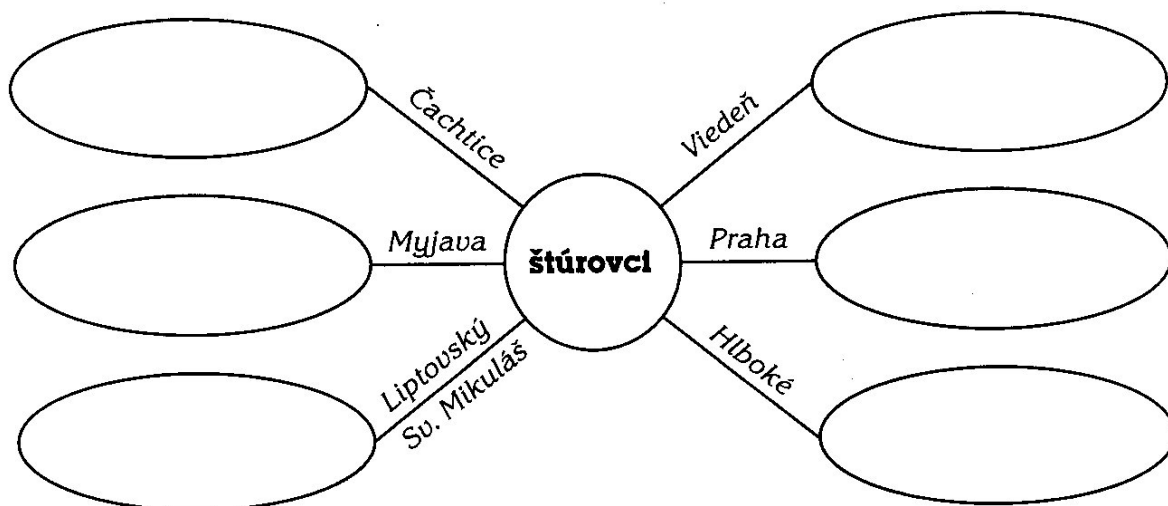 Čachtice
Viedeň
Myjava
štúrovci
Praha
Liptovský
Sv. Mikuláš
Hlboké